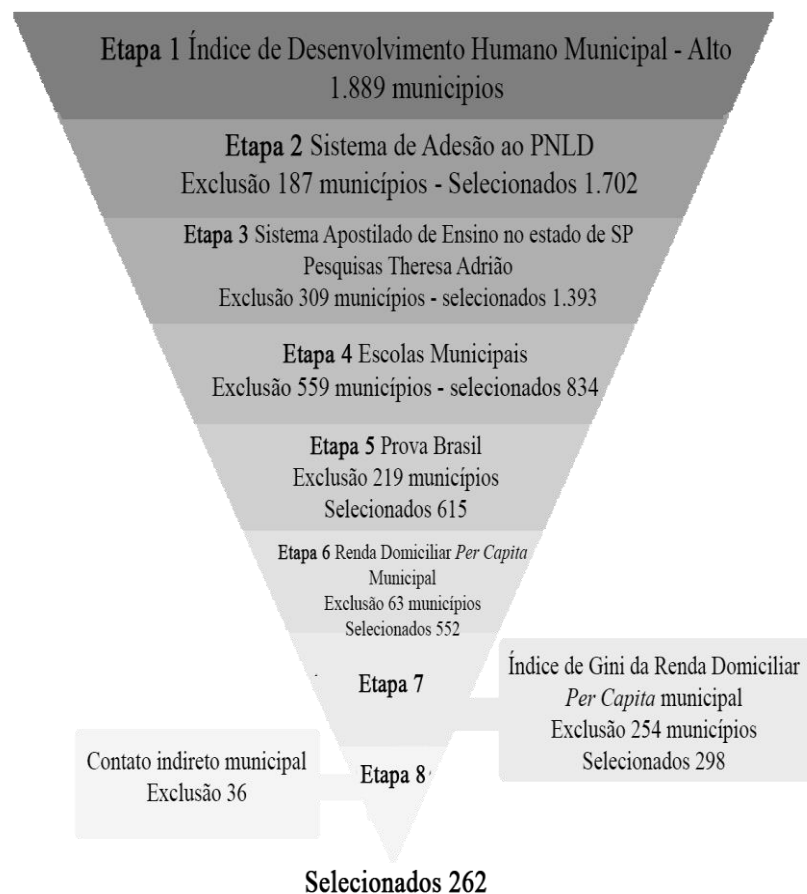 Etapa 1 Índice de Desenvolvimento Humano Municipal - Alto
1.889 municipios
Etapa 2 Sistema de Adesão ao PNLD
Exclusão 187 municípios - Selecionados 1.702
Etapa 3 Sistema Apostilado de Ensino no estado de SP
Pesquisas Theresa Adrião
Exclusão 309 municípios - selecionados 1.393
Etapa 4 Escolas Municipais
Exclusão 559 municípios - selecionados 834
Etapa 5 Prova Brasil
Exclusão 219 municípios
Selecionados 615
Etapa 6 Renda Domiciliar Per Capita
Municipal
Exclusão 63 municípios
Selecionados 552
Etapa 7
Índice de Gini da Renda Domiciliar
Per Capita municipal
Exclusão 254 municípios
Selecionados 298
Etapa 8
Contato indireto municipal
Exclusão 36
Selecionados 262